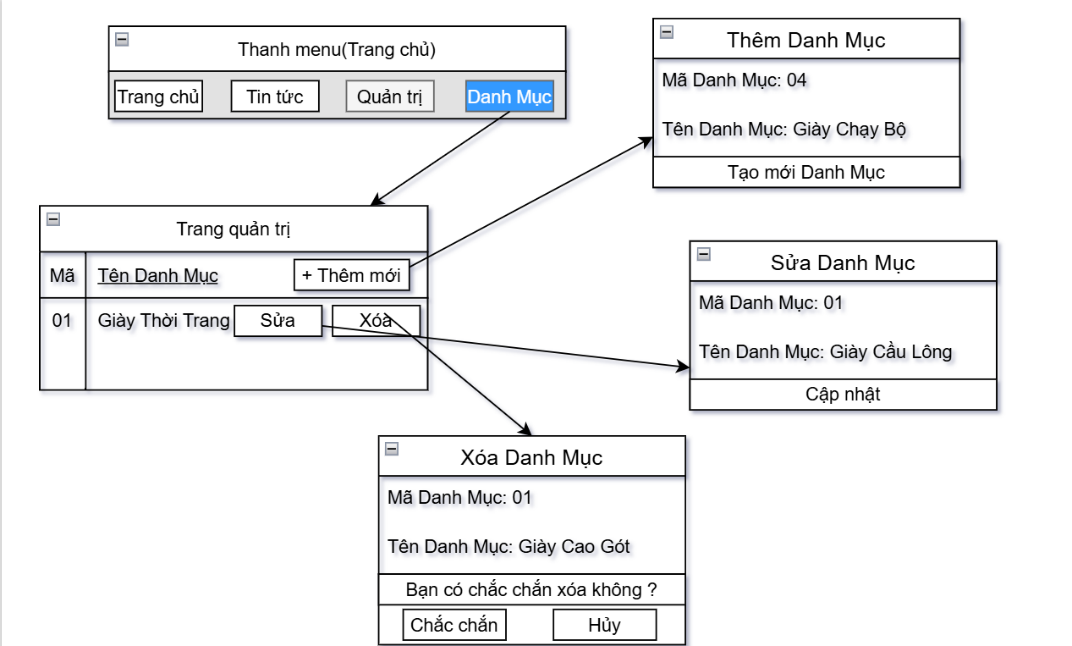 Thanh menu(Trang chủ)
Trang chủ
Tin tức
Quản trị
Danh Mục
Thêm Danh Mục
Mã Danh Mục: 04
Tên Danh Mục: Giày Chạy Bộ
Tạo mới Danh Mục
Trang quản trị
Mã
Tên Danh Mục
+ Thêm mới
01
Giày Thời Trang
Sửa
Xóa
Sửa Danh Mục
Mã Danh Mục: 01
Tên Danh Mục: Giày Cầu Lông
Cập nhật
Xóa Danh Mục
Mã Danh Mục: 01
Tên Danh Mục: Giày Cao Gót
Bạn có chắc chắn xóa không ?
Chắc chắn
Hủy